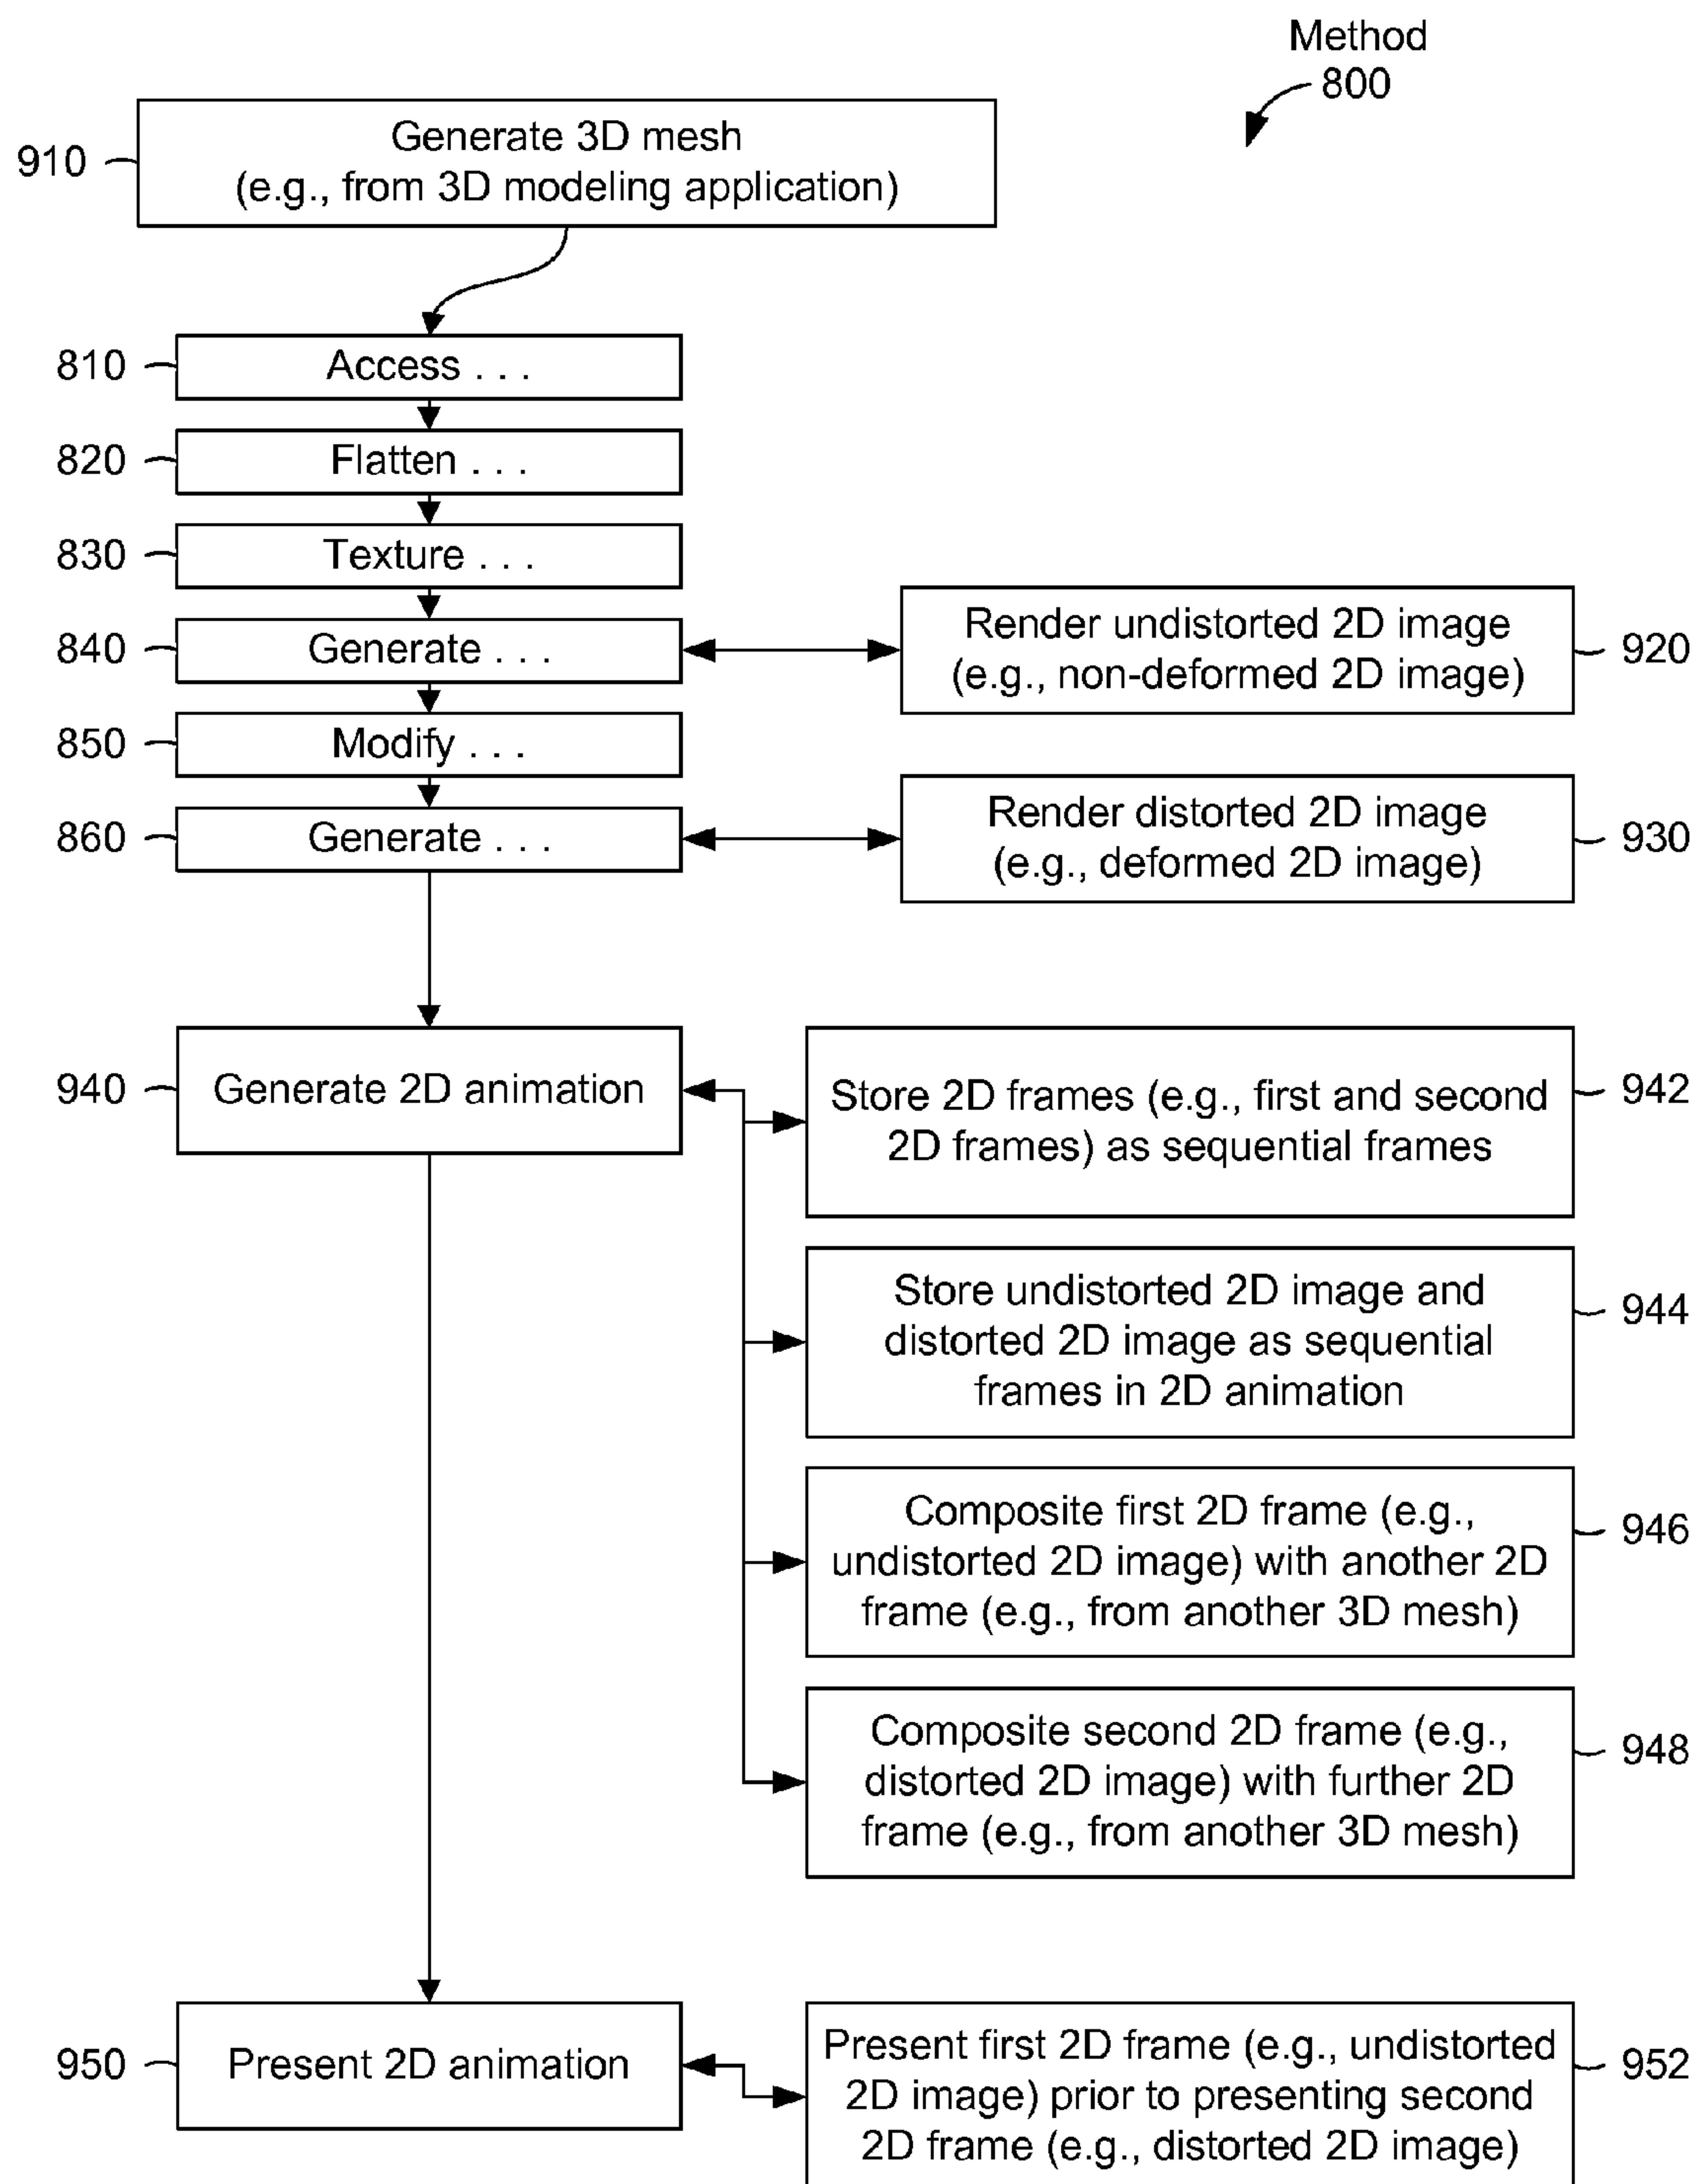 Method
800
910
Generate 3D mesh
(e.g., from 3D modeling application)
810
Access . . .
820
Flatten . . .
830
Texture . . .
840
Generate . . .
Render undistorted 2D image
(e.g., non-deformed 2D image)
920
850
Modify . . .
860
Generate . . .
Render distorted 2D image
(e.g., deformed 2D image)
930
940
Generate 2D animation
Store 2D frames (e.g., first and second
2D frames) as sequential frames
942
Store undistorted 2D image and
distorted 2D image as sequential
frames in 2D animation
944
Composite first 2D frame (e.g.,
undistorted 2D image) with another 2D
frame (e.g., from another 3D mesh)
946
Composite second 2D frame (e.g.,
distorted 2D image) with further 2D
frame (e.g., from another 3D mesh)
948
950
Present 2D animation
Present first 2D frame (e.g., undistorted
2D image) prior to presenting second
2D frame (e.g., distorted 2D image)
952